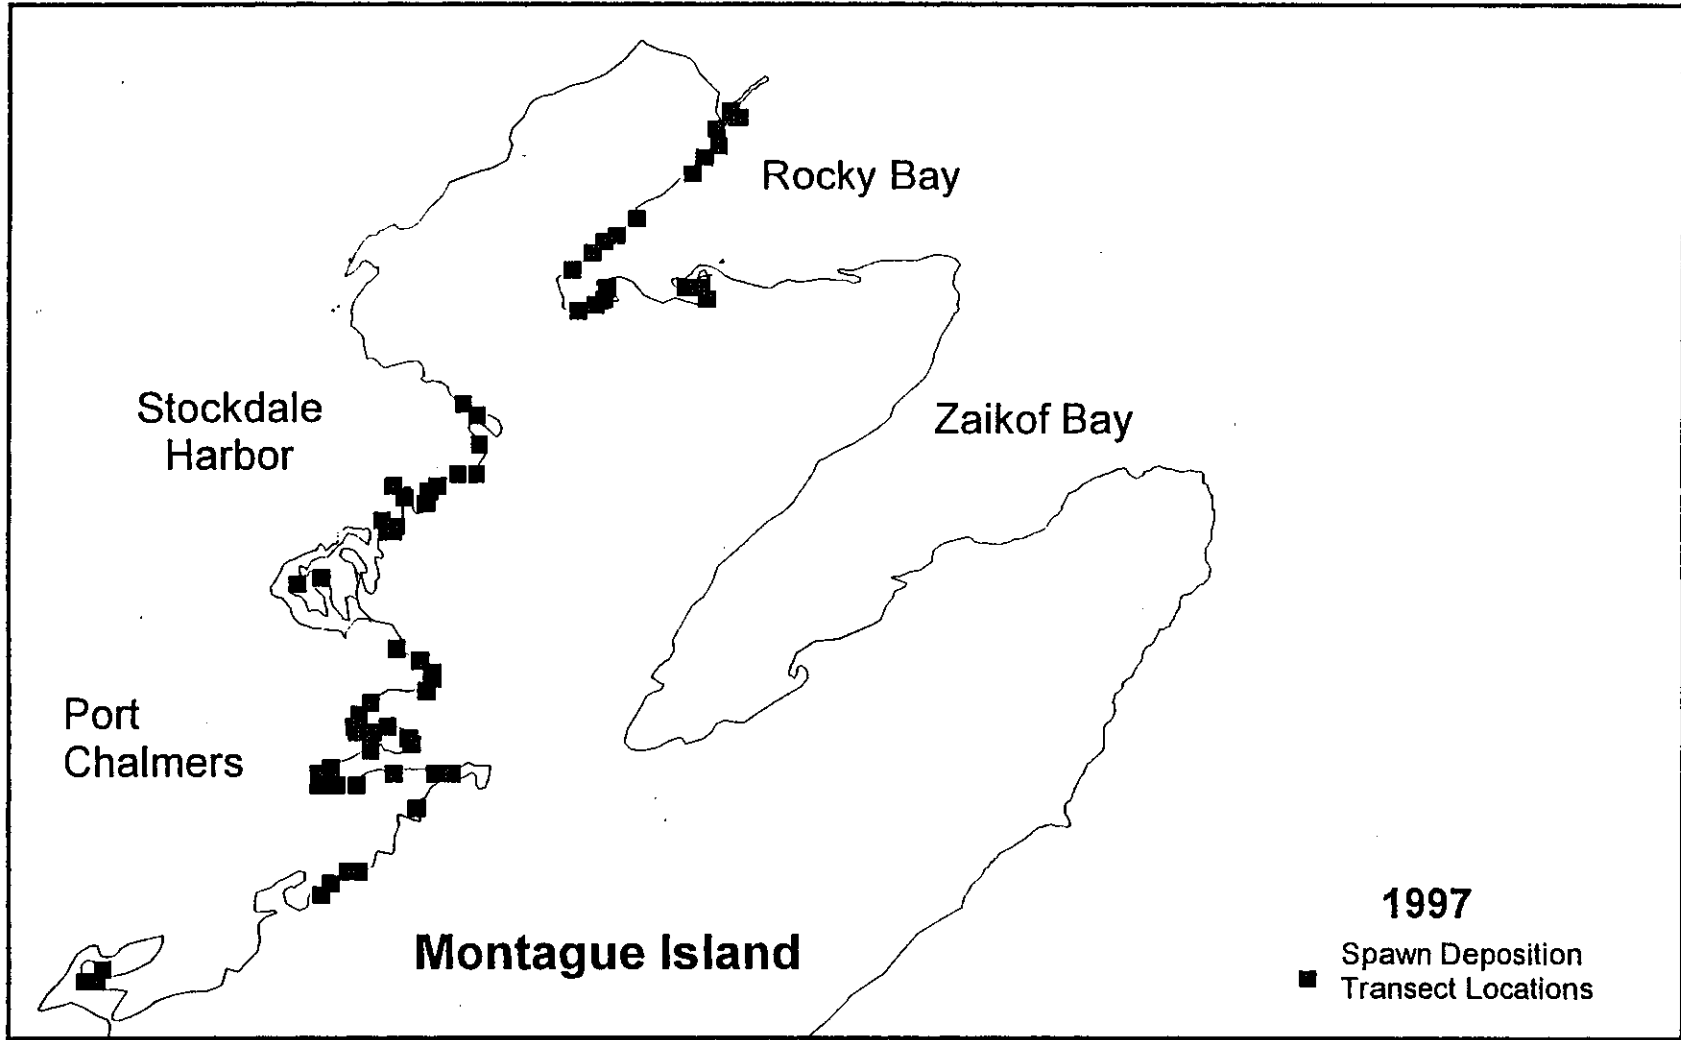 Rocky Bay
Stockdale
Harbor
Zaikof Bay
Port
Chalmers
Montague Island
1997
Spawn Deposition
Transect Locations